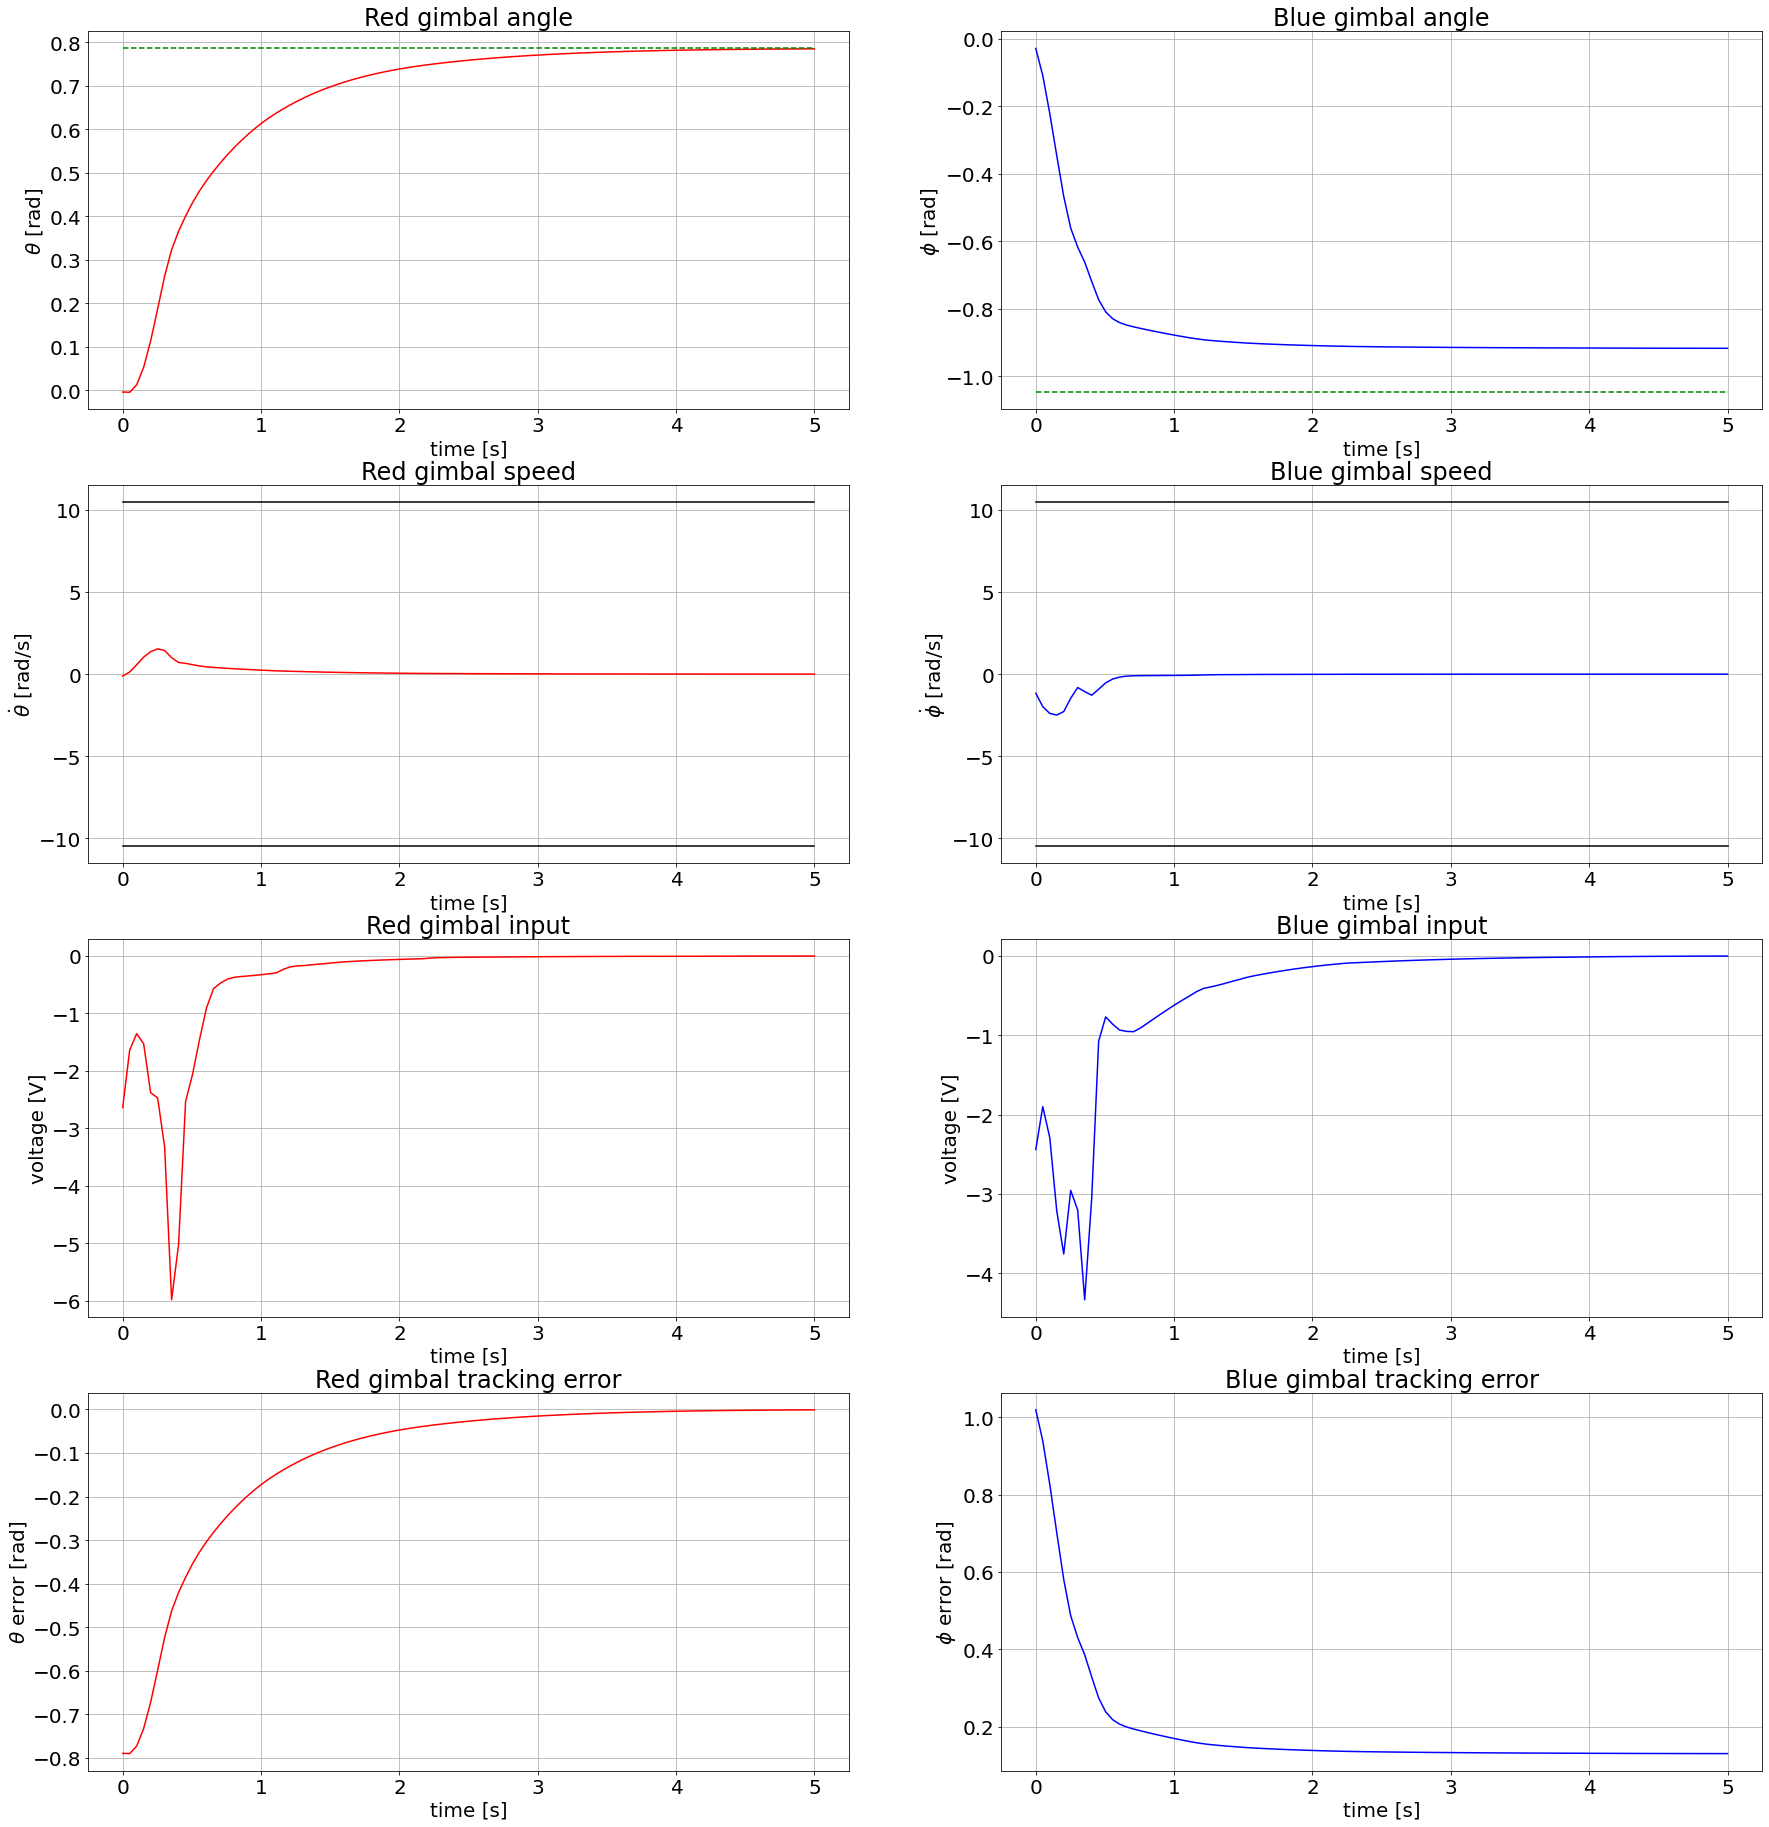 Red gimbal angle
0.8
0.7
0.6
0.5
0.4
0.3
0.2
0.1
0.0
θ [rad]
0 1 2 3 4 5
time [s]
Blue gimbal angle
0.0
−0.2
−0.4
−0.6
−0.8
−1.0
ϕ [rad]
0 1 2 3 4 5
time [s]
Red gimbal speed
10
5
0
−5
−10
θ̇ [rad/s]
0 1 2 3 4 5
time [s]
Blue gimbal speed
10
5
0
−5
−10
ϕ̇ [rad/s]
0 1 2 3 4 5
time [s]
Red gimbal input
0
−1
−2
−3
−4
−5
−6
voltage [V]
0 1 2 3 4 5
time [s]
Blue gimbal input
0
−1
−2
−3
−4
voltage [V]
0 1 2 3 4 5
time [s]
Red gimbal tracking error
0.0
−0.1
−0.2
−0.3
−0.4
−0.5
−0.6
−0.7
−0.8
θ error [rad]
0 1 2 3 4 5
time [s]
Blue gimbal tracking error
1.0
0.8
0.6
0.4
0.2
ϕ error [rad]
0 1 2 3 4 5
time [s]